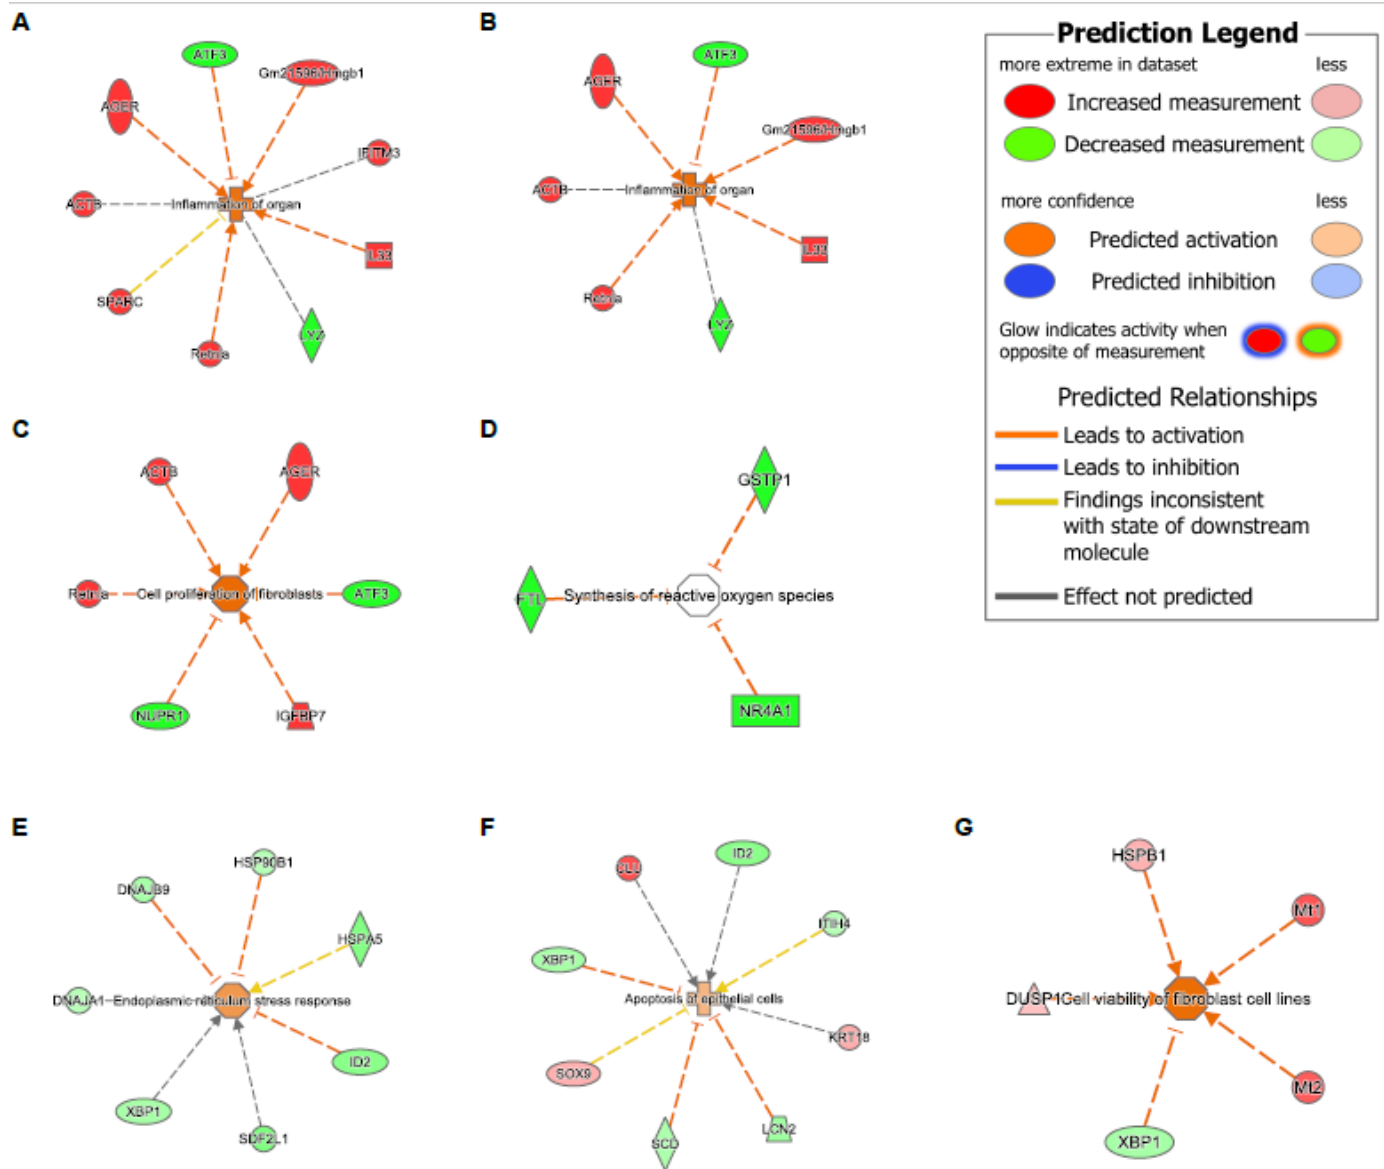 A
ATF3
Gm21596/Hmgb1
AGER
IFITM3
ACTB
Inflammation of organ
IL33
SPARC
LYZ
Retnla
B
ATF3
AGER
Gm21596/Hmgb1
ACTB
Inflammation of organ
IL33
Retnla
LYZ
Prediction Legend
more extreme in dataset less
Increased measurement
Decreased measurement
more confidence less
Predicted activation
Predicted inhibition
Glow indicates activity when
opposite of measurement
Predicted Relationships
Leads to activation
Leads to inhibition
Findings inconsistent
with state of downstream
molecule
Effect not predicted
C
ACTB
AGER
Retnla
Cell proliferation of fibroblasts
ATF3
NUPR1
IGFBP7
D
GSTP1
FTL
Synthesis of reactive oxygen species
NR4A1
E
HSP90B1
DNAJB9
HSPA5
DNAJA1
Endoplasmic reticulum stress response
ID2
XBP1
SDF2L1
F
CLU
ID2
ITIH4
XBP1
Apoptosis of epithelial cells
KRT18
SOX9
SCD
LCN2
G
HSPB1
Mt1
DUSP1
Cell viability of fibroblast cell lines
Mt2
XBP1